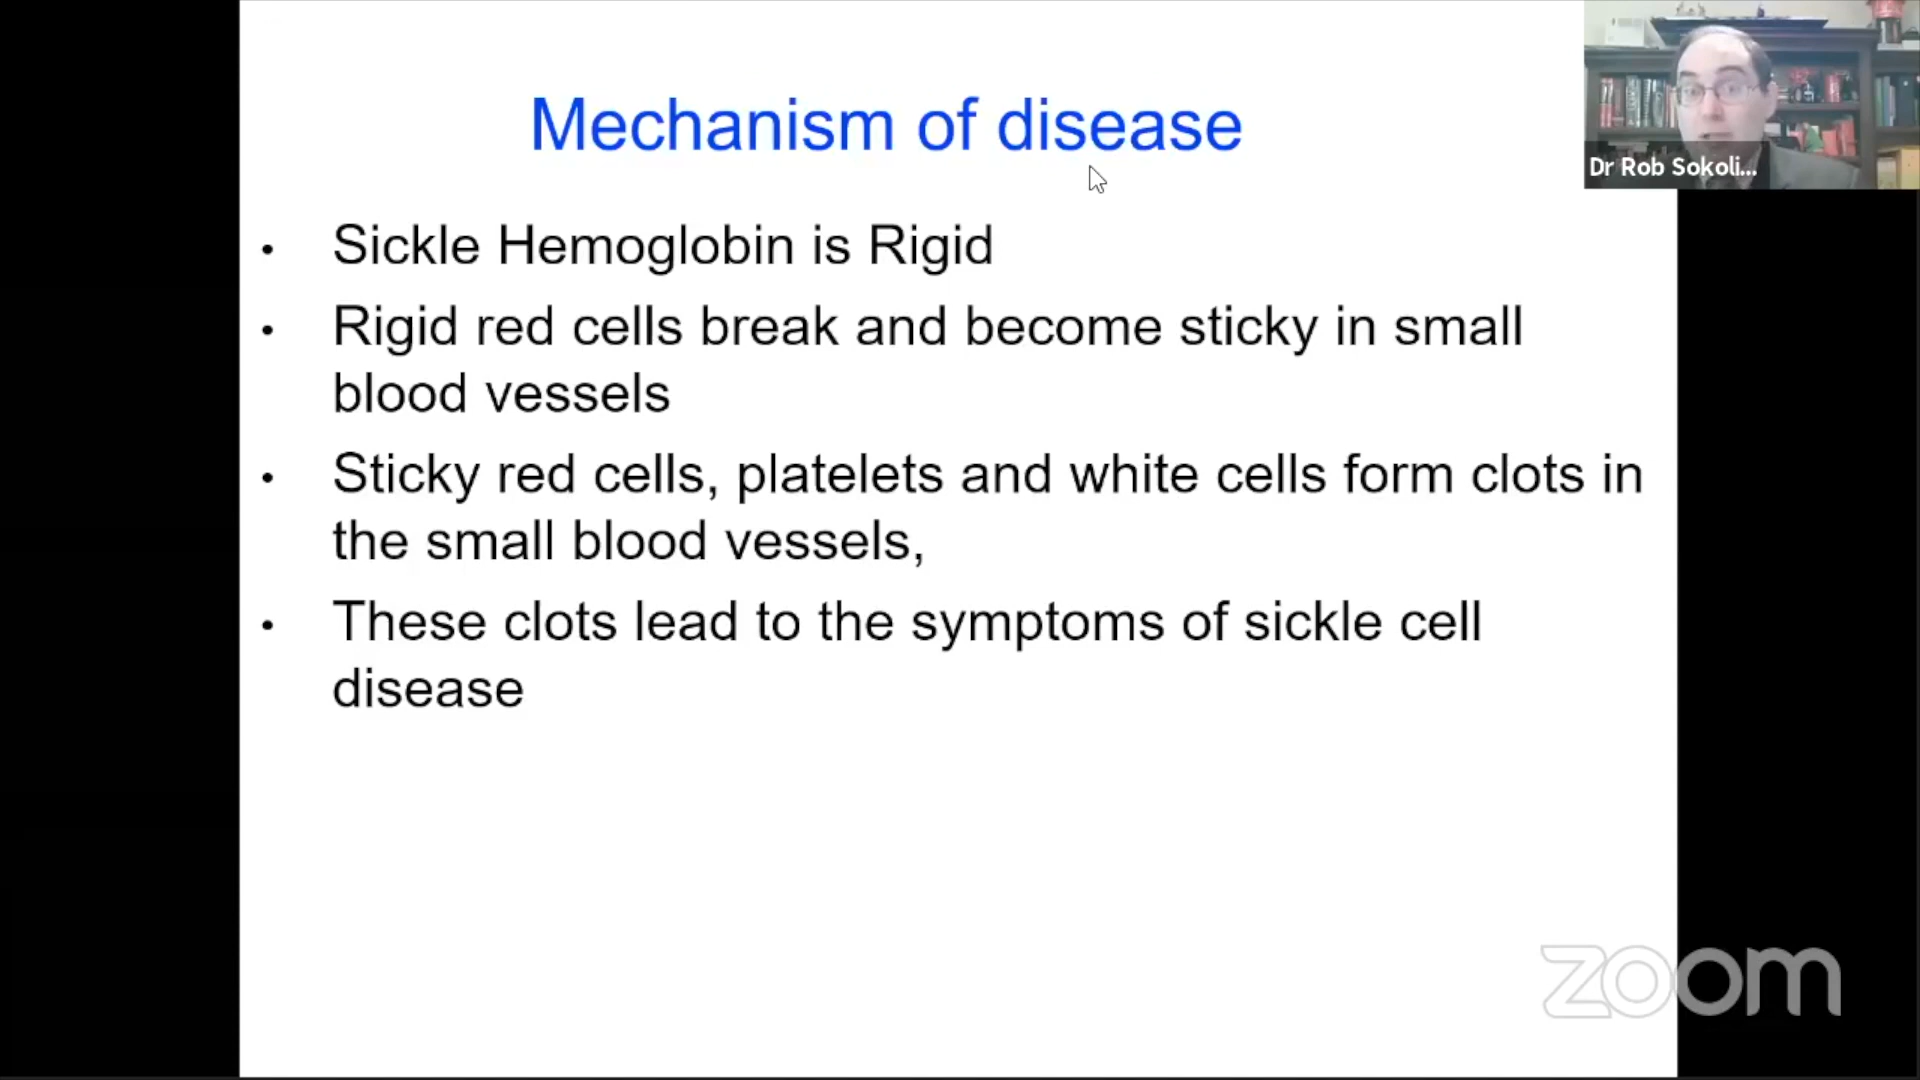 Mechanism of disease
Dr Rob Sokoli...
• Sickle Hemoglobin is Rigid
• Rigid red cells break and become sticky in small
blood vessels
• Sticky red cells, platelets and white cells form clots in
the small blood vessels,
• These clots lead to the symptoms of sickle cell
disease
zoom